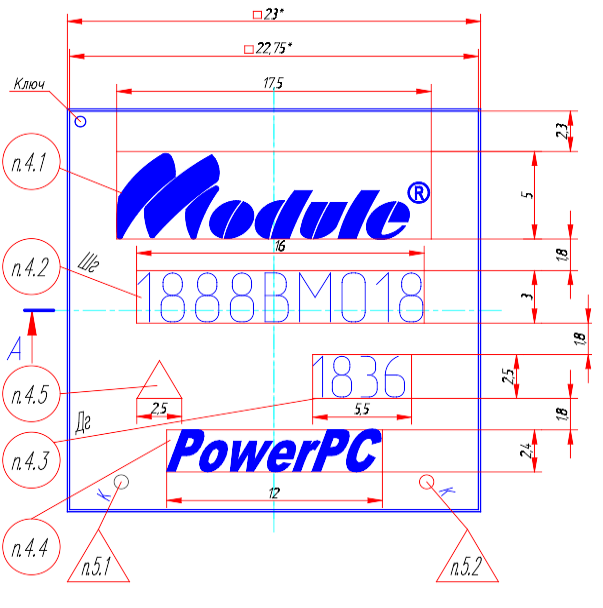 □23*
□22,75*
17,5
Ключ
2,3
п.4.1
Module®
5
16
1,8
Шг
п.4.2
1888ВМ018
3
А
1,8
п.4.5
1836
2,5
2,5
5,5
Дг
1,8
п.4.3
PowerPC
2,4
12
К
К
п.4.4
п.5.1
п.5.2